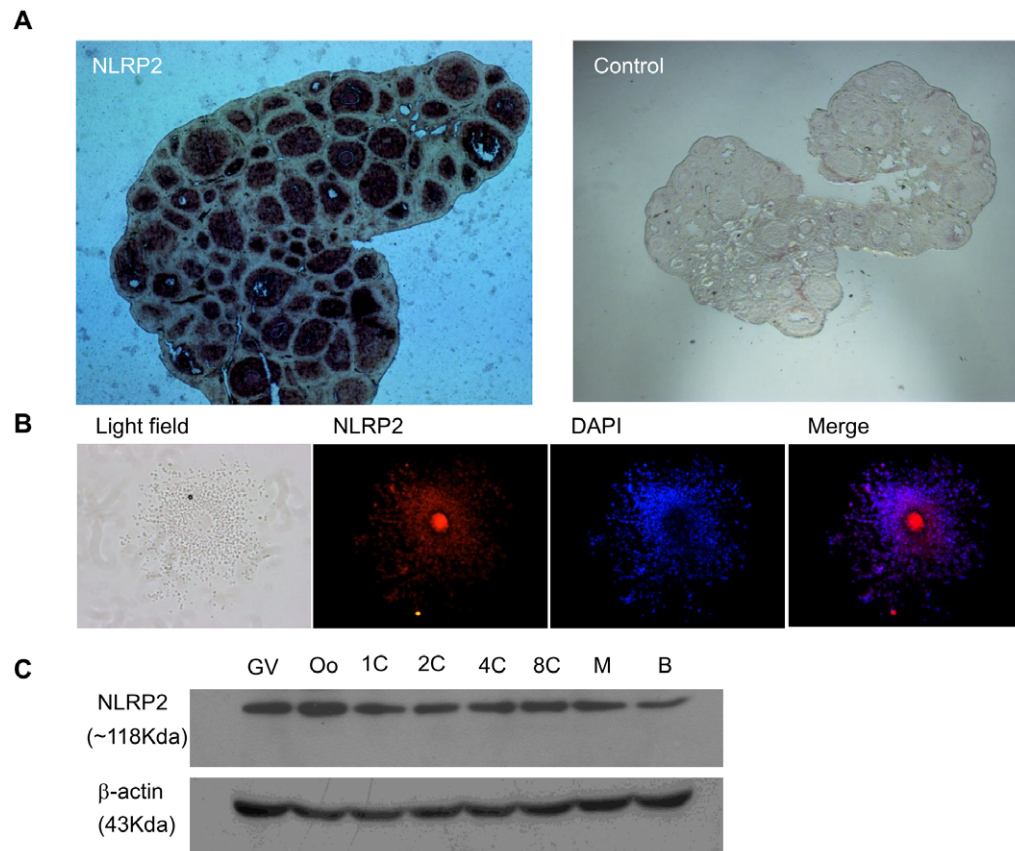 A
NLRP2 Control
B
Light field NLRP2 DAPI Merge
C
GV Oo 1C 2C 4C 8C M B
NLRP2
(~118Kda)
β-actin
(43Kda)